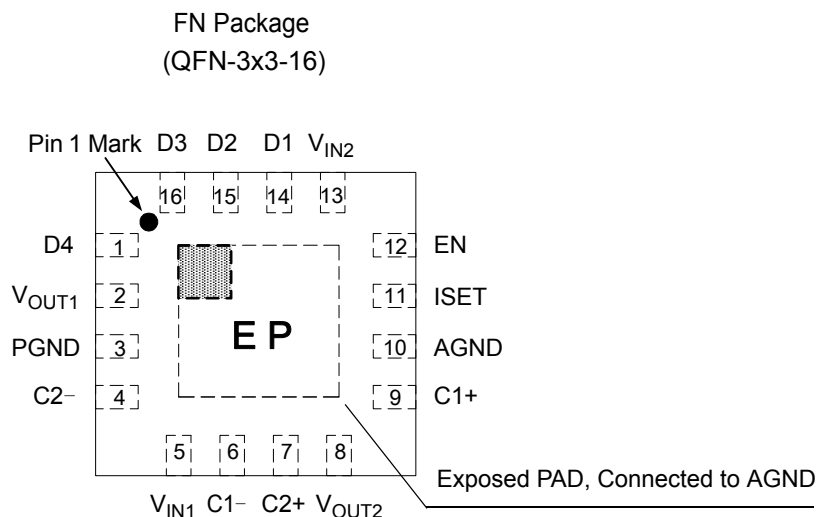 FN Package
(QFN-3x3-16)
Pin 1 Mark D3 D2 D1 VIN2
16 15 14 13
D4 1 12 EN
VOUT1 2 11 ISET
PGND 3 EP 10 AGND
C2− 4 9 C1+
5 6 7 8
Exposed PAD, Connected to AGND
VIN1 C1− C2+ VOUT2